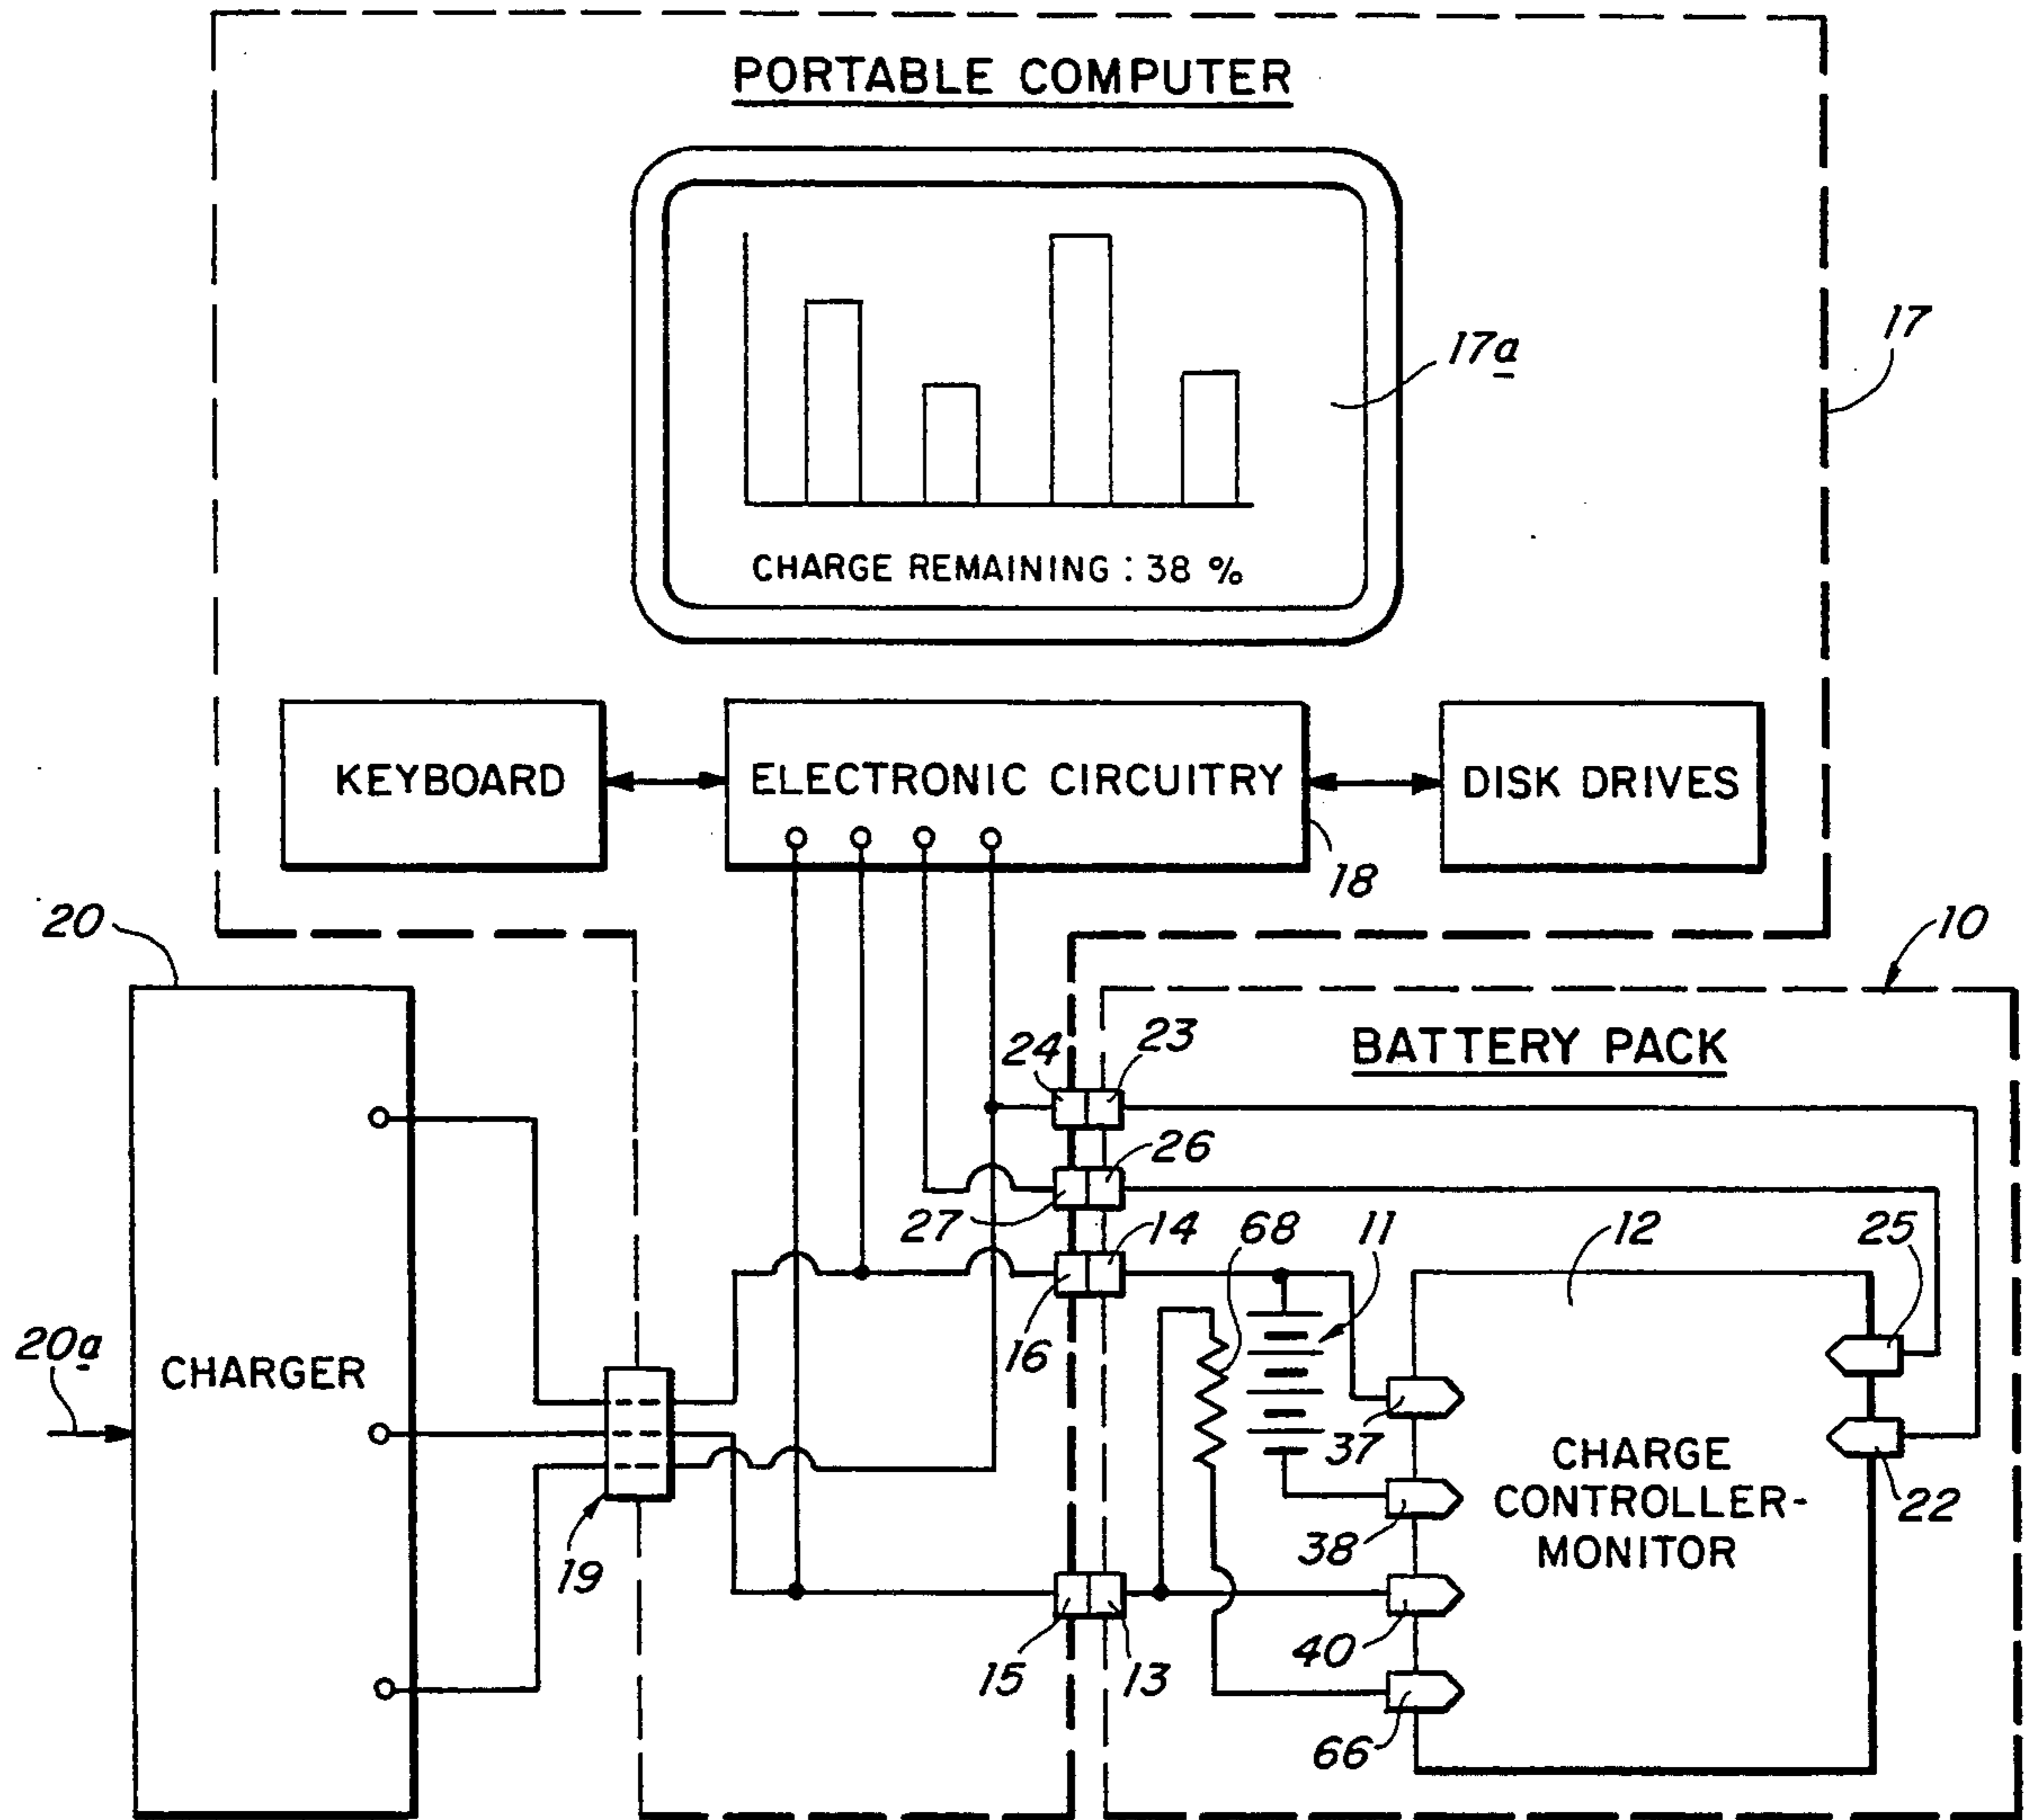 PORTABLE COMPUTER
17
17a
CHARGE REMAINING : 38 %
KEYBOARD
ELECTRONIC CIRCUITRY
DISK DRIVES
18
20
10
BATTERY PACK
24
23
26
27
14
68
11
12
25
16
20a
CHARGER
37
CHARGE
CONTROLLER-
MONITOR
22
38
19
40
15
13
66